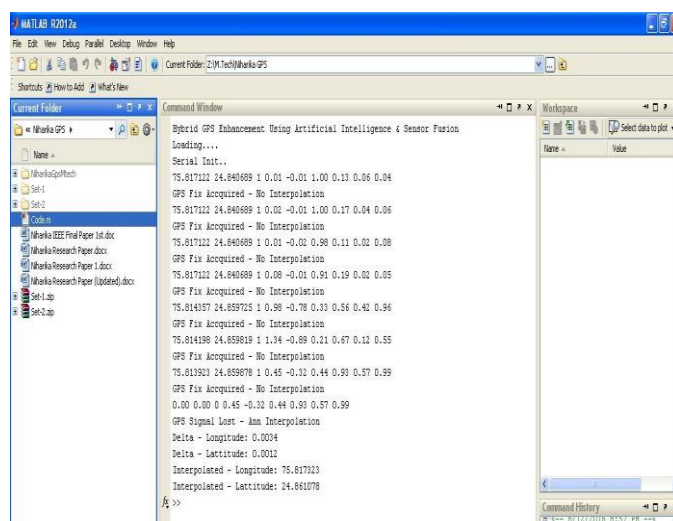 MATLAB R2012a
File Edit View Debug Parallel Desktop Window Help
Current Folder: Z:\M.Tech\Niharika GPS
Shortcuts How to Add What's New
Current Folder
« Niharika GPS
Name
NiharikaGpsMtech
Set-1
Set-2
Code.m
Niharika IEEE Final Paper 1st.doc
Niharika Research Paper.docx
Niharika Research Paper 1.docx
Niharika Research Paper (Updated).docx
Set-1.zip
Set-2.zip
Command Window
Hybrid GPS Enhancement Using Artificial Intelligence & Sensor Fusion
Loading....
Serial Init..
75.817122 24.840689 1 0.01 -0.01 1.00 0.13 0.06 0.04
GPS Fix Accquired - No Interpolation
75.817122 24.840689 1 0.02 -0.01 1.00 0.17 0.04 0.06
GPS Fix Accquired - No Interpolation
75.817122 24.840689 1 0.01 -0.02 0.98 0.11 0.02 0.08
GPS Fix Accquired - No Interpolation
75.817122 24.840689 1 0.08 -0.01 0.91 0.19 0.02 0.05
GPS Fix Accquired - No Interpolation
75.814357 24.859725 1 0.98 -0.78 0.33 0.56 0.42 0.96
GPS Fix Accquired - No Interpolation
75.814198 24.859819 1 1.34 -0.89 0.21 0.67 0.12 0.55
GPS Fix Accquired - No Interpolation
75.813923 24.859878 1 0.45 -0.32 0.44 0.93 0.57 0.99
GPS Fix Accquired - No Interpolation
0.00 0.00 0 0.45 -0.32 0.44 0.93 0.57 0.99
GPS Signal Lost - Ann Interpolation
Delta - Longitude: 0.0034
Delta - Lattitude: 0.0012
Interpolated - Longitude: 75.817323
Interpolated - Lattitude: 24.861078
fx >>
Workspace
Select data to plot
Name Value
Command History